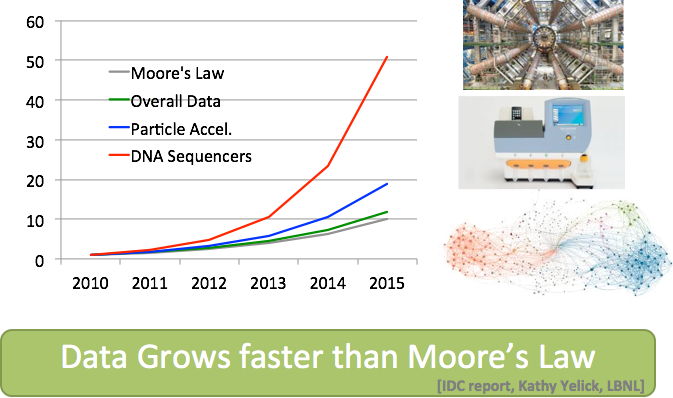 60
50
40
30
20
10
0
Moore's Law
Overall Data
Particle Accel.
DNA Sequencers
2010 2011 2012 2013 2014 2015
Data Grows faster than Moore’s Law
[IDC report, Kathy Yelick, LBNL]